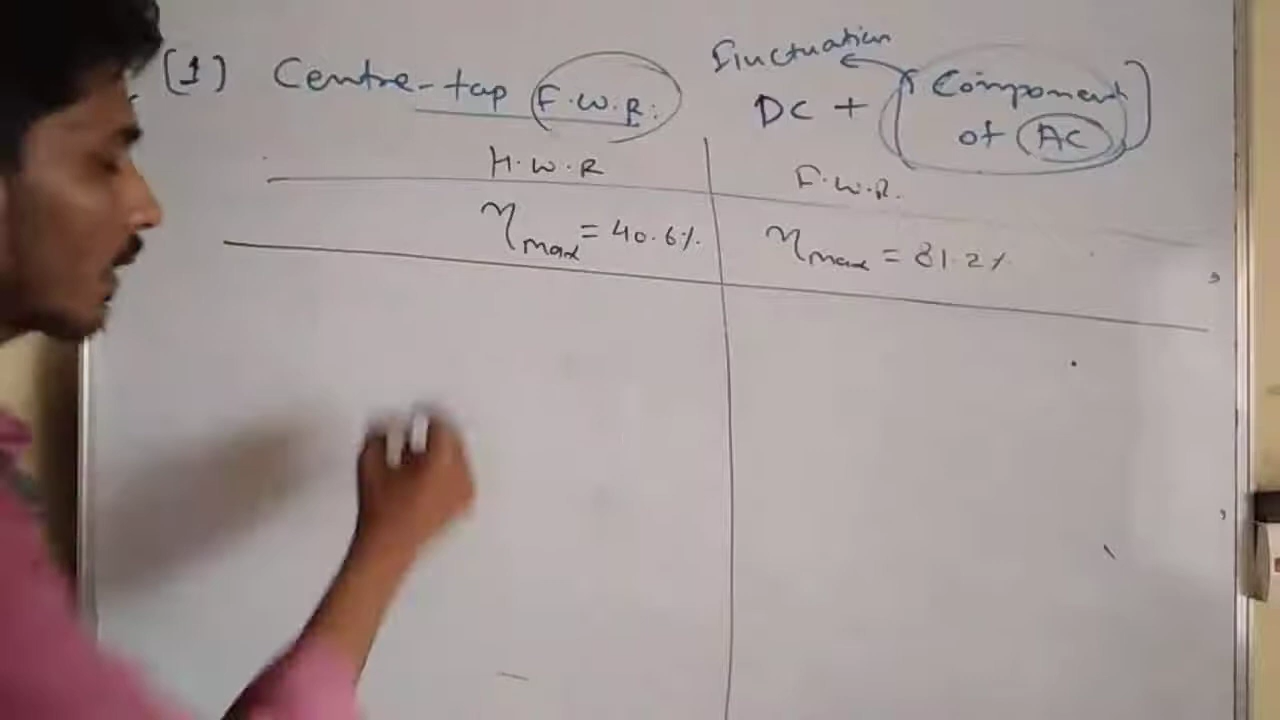 (1) Centre-tap F.W.R.
Fluctuation
DC + (Component
of AC)
H.W.R
F.W.R.
η max = 40.6%
η max = 81.2%